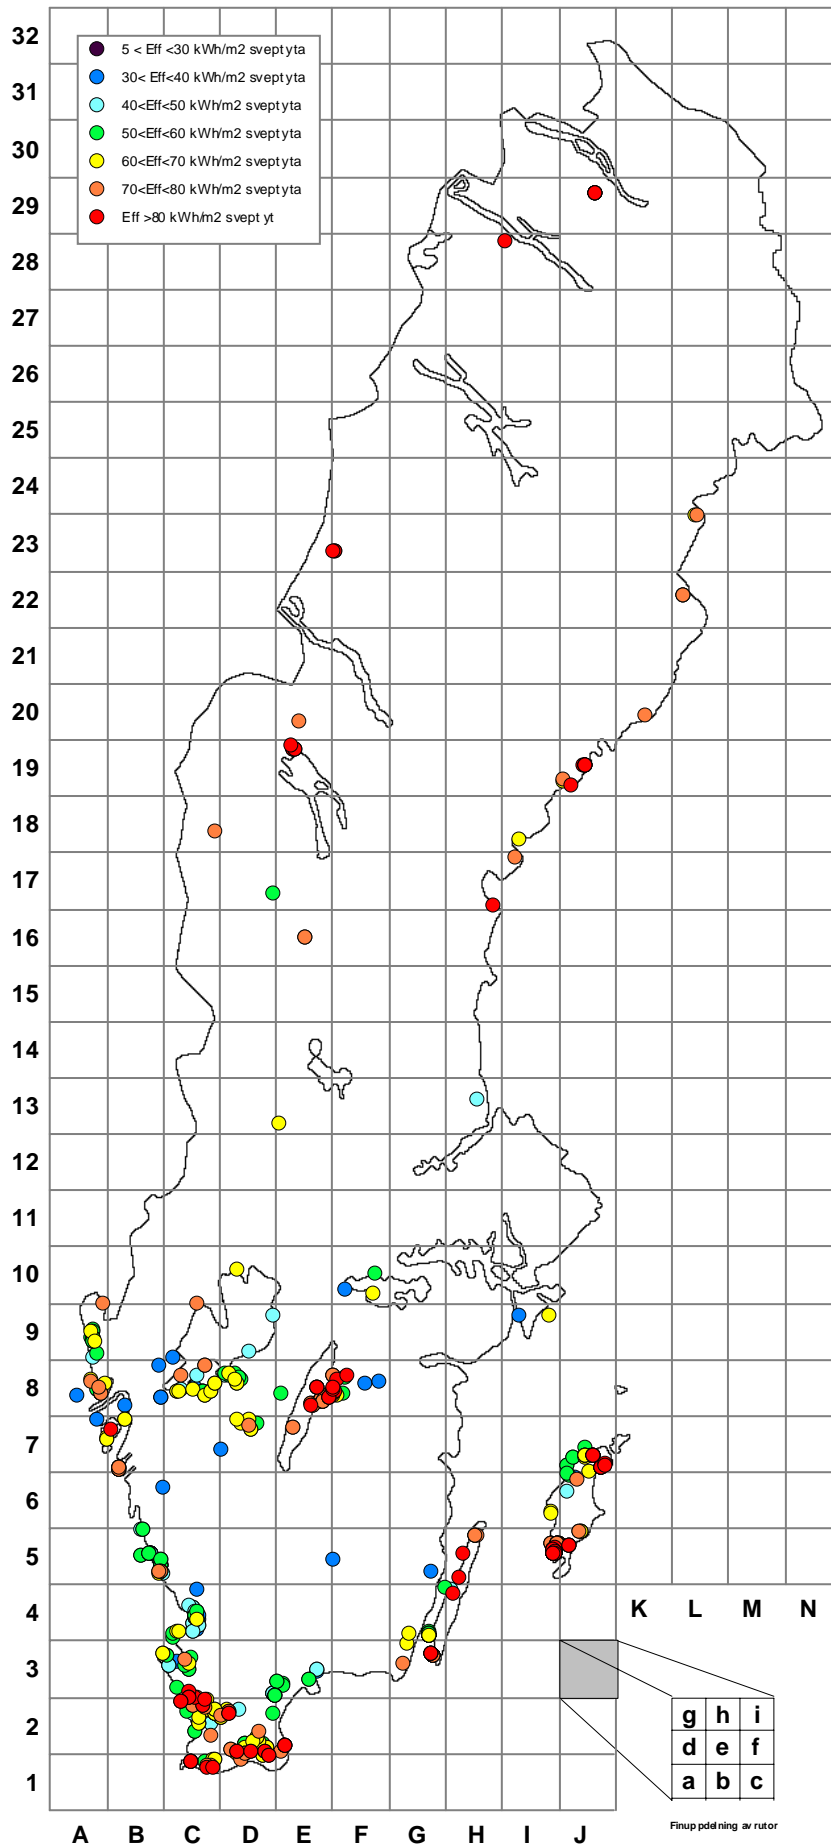 32
5 < Eff <30 kWh/m2 sveptyta
30< Eff<40 kWh/m2 sveptyta
40<Eff<50 kWh/m2 sveptyta
50<Eff<60 kWh/m2 sveptyta
60<Eff<70 kWh/m2 sveptyta
70<Eff<80 kWh/m2 sveptyta
Eff >80 kWh/m2 svept yt
31
30
29
28
27
26
25
24
23
22
21
20
19
18
17
16
15
14
13
12
11
10
9
8
7
6
5
4
K L M N
3
g h i
2
d e f
a b c
1
Finuppdelning av rutor
A B C D E F G H I J